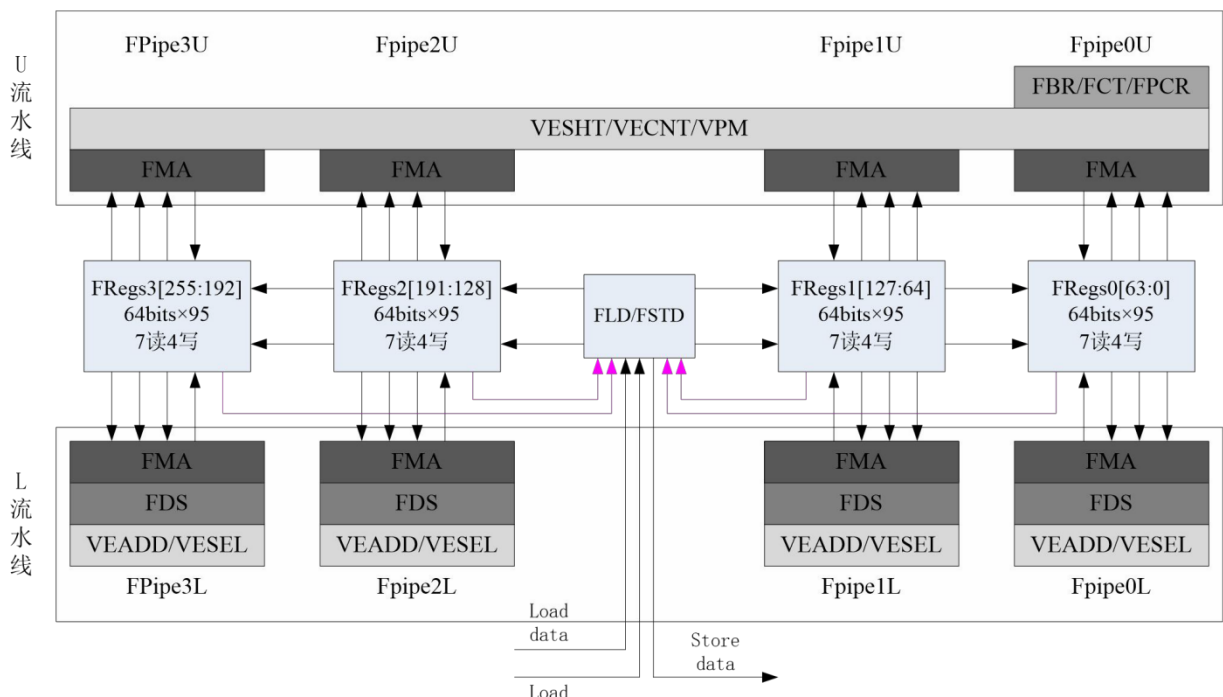 FPipe3U
Fpipe2U
Fpipe1U
Fpipe0U
U
流
水
线
FBR/FCT/FPCR
VESHT/VECNT/VPM
FMA
FMA
FMA
FMA
FRegs3[255:192]
64bits×95
7读4写
FRegs2[191:128]
64bits×95
7读4写
FLD/FSTD
FRegs1[127:64]
64bits×95
7读4写
FRegs0[63:0]
64bits×95
7读4写
L
流
水
线
FMA
FDS
VEADD/VESEL
FPipe3L
FMA
FDS
VEADD/VESEL
Fpipe2L
FMA
FDS
VEADD/VESEL
Fpipe1L
FMA
FDS
VEADD/VESEL
Fpipe0L
Load
data
Store
data
Load